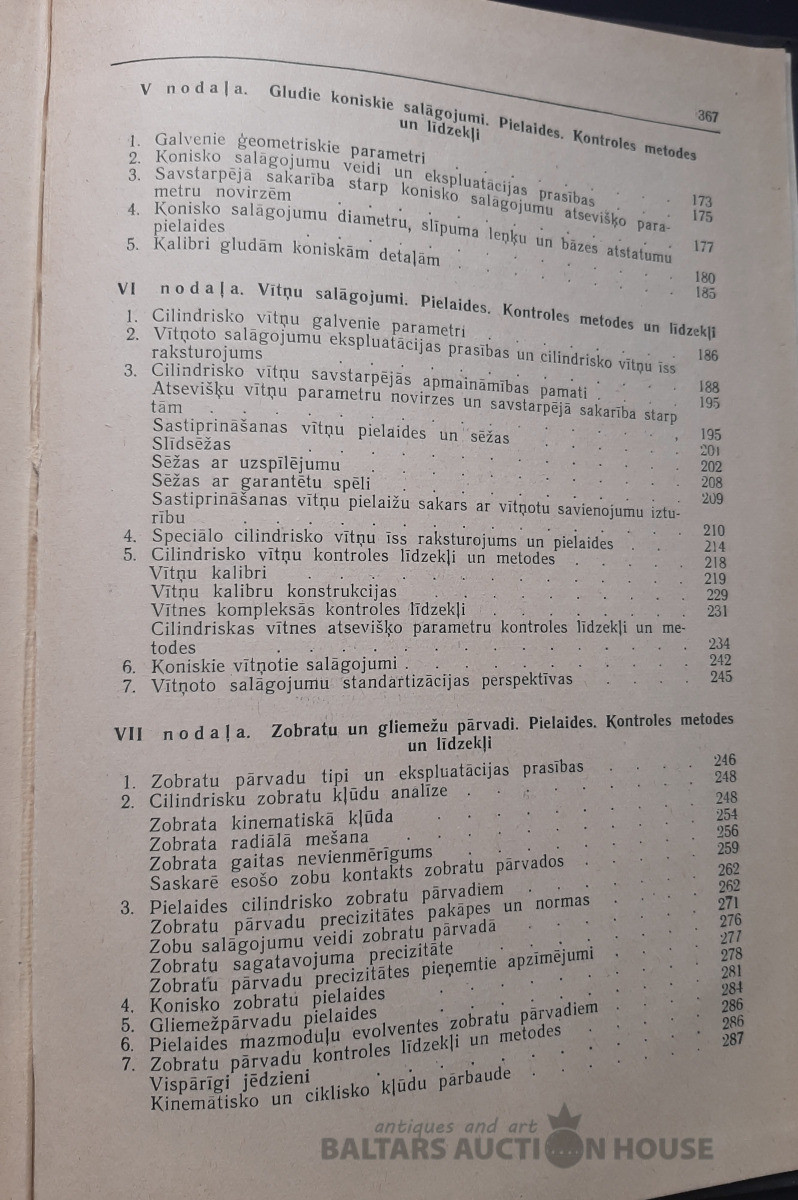 367
V nodaļa. Gludie koniskie salāgojumi. Pielaides. Kontroles metodes
un līdzekļi
1. Galvenie ģeometriskie parametri . . . . . 173
2. Konisko salāgojumu veidi un ekspluatācijas prasības . . 175
3. Savstarpējā sakarība starp konisko salāgojumu atsevišķo para-
metru novirzēm . . . . . . . . 177
4. Konisko salāgojumu diametru, slīpuma leņķu un bāzes atstatumu
pielaides . . . . . . . . . 180
5. Kalibri gludām koniskām detaļām . . . . . . 185
VI nodaļa. Vītņu salāgojumi. Pielaides. Kontroles metodes un līdzekļi
1. Cilindrisko vītņu galvenie parametri . . . . . 186
2. Vītņoto salāgojumu ekspluatācijas prasības un cilindrisko vītņu īss
raksturojums . . . . . . . . 188
3. Cilindrisko vītņu savstarpējās apmaināmības pamati . . . 195
Atsevišķu vītņu parametru novirzes un savstarpējā sakarība starp
tām . . . . . . . . . . 195
Sastiprināšanas vītņu pielaides un sēžas . . . . 201
Slīdsēžas . . . . . . . . . 202
Sēžas ar uzspīlējumu . . . . . . . 208
Sēžas ar garantētu spēli . . . . . . . 209
Sastiprināšanas vītņu pielaižu sakars ar vītņotu savienojumu iztu-
rību . . . . . . . . . . 210
4. Speciālo cilindrisko vītņu īss raksturojums un pielaides . . 214
5. Cilindrisko vītņu kontroles līdzekļi un metodes . . . . 218
Vītņu kalibri . . . . . . . . . 219
Vītņu kalibru konstrukcijas . . . . . . 229
Vītnes kompleksās kontroles līdzekļi . . . . . 231
Cilindriskas vītnes atsevišķo parametru kontroles līdzekļi un me-
todes . . . . . . . . . . 234
6. Koniskie vītņotie salāgojumi . . . . . . . 242
7. Vītņoto salāgojumu standartizācijas perspektīvas . . . . 245
VII nodaļa. Zobratu un gliemežu pārvadi. Pielaides. Kontroles metodes
un līdzekļi
1. Zobratu pārvadu tipi un ekspluatācijas prasības . . . . 246
2. Cilindrisku zobratu kļūdu analīze . . . . . . 248
Zobrata kinematiskā kļūda . . . . . . 248
Zobrata radiālā mešana . . . . . . . 254
Zobrata gaitas nevienmērīgums . . . . . 256
Saskarē esošo zobu kontakts zobratu pārvados . . . . 259
3. Pielaides cilindrisko zobratu pārvadiem . . . . . 262
Zobratu pārvadu precizitātes pakāpes un normas . . . 262
Zobu salāgojumu veidi zobratu pārvadā . . . . 271
Zobratu sagatavojuma precizitāte . . . . . 276
Zobratu pārvadu precizitātes pieņemtie apzīmējumi . . . 277
4. Konisko zobratu pielaides . . . . . . . 278
5. Gliemežpārvadu pielaides . . . . . . . 281
6. Pielaides mazmoduļu evolventes zobratu pārvadiem . . . 284
7. Zobratu pārvadu kontroles līdzekļi un metodes . . . . 286
Vispārīgi jēdzieni . . . . . . . . 286
Kinemātisko un ciklisko kļūdu pārbaude . . . . . 287
antiques and art
BALTARS AUCTION HOUSE